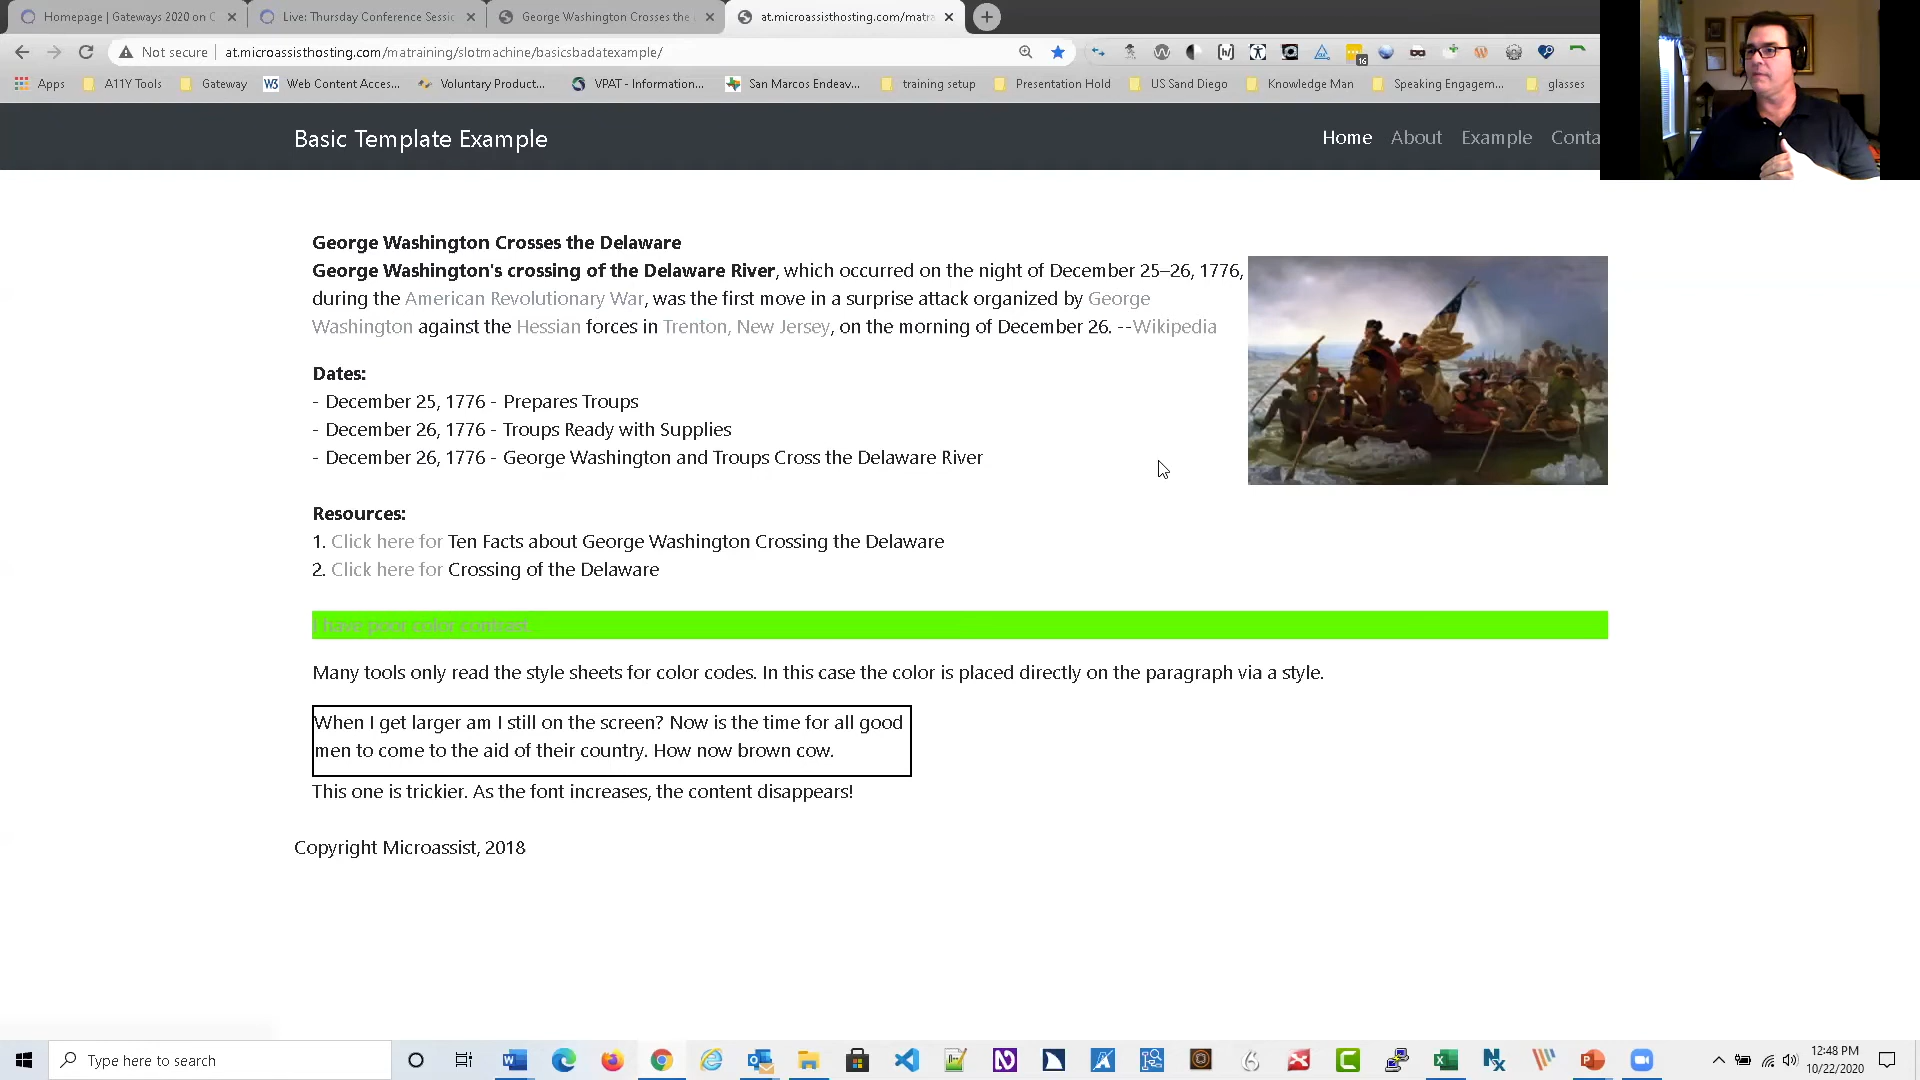 Homepage | Gateways 2020 on
Live: Thursday Conference Sessi
George Washington Crosses the
at.microassisthosting.com/matra
Not secure
at.microassisthosting.com/matraining/slotmachine/basicsbadatexample/
16
Apps
A11Y Tools
Gateway
W3
Web Content Acces...
Voluntary Product...
VPAT - Information...
San Marcos Endeav...
training setup
Presentation Hold
US Sand Diego
Knowledge Man
Speaking Engagem...
glasses
Basic Template Example
Home About Example Conta
George Washington Crosses the Delaware
George Washington's crossing of the Delaware River, which occurred on the night of December 25–26, 1776,
during the American Revolutionary War, was the first move in a surprise attack organized by George
Washington against the Hessian forces in Trenton, New Jersey, on the morning of December 26. --Wikipedia
Dates:
- December 25, 1776 - Prepares Troups
- December 26, 1776 - Troups Ready with Supplies
- December 26, 1776 - George Washington and Troups Cross the Delaware River
Resources:
1. Click here for Ten Facts about George Washington Crossing the Delaware
2. Click here for Crossing of the Delaware
I have poor color contrast.
Many tools only read the style sheets for color codes. In this case the color is placed directly on the paragraph via a style.
When I get larger am I still on the screen? Now is the time for all good
men to come to the aid of their country. How now brown cow.
This one is trickier. As the font increases, the content disappears!
Copyright Microassist, 2018
Type here to search
12:48 PM
10/22/2020